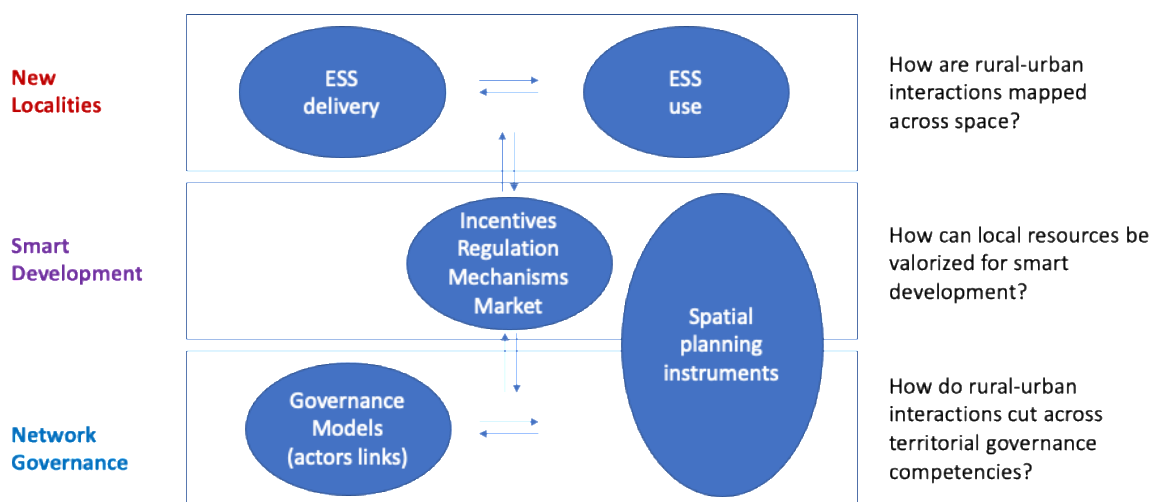 New
Localities
ESS
delivery
ESS
use
How are rural-urban
interactions mapped
across space?
Smart
Development
Incentives
Regulation
Mechanisms
Market
How can local resources be
valorized for smart
development?
Spatial
planning
instruments
Network
Governance
Governance
Models
(actors links)
How do rural-urban
interactions cut across
territorial governance
competencies?